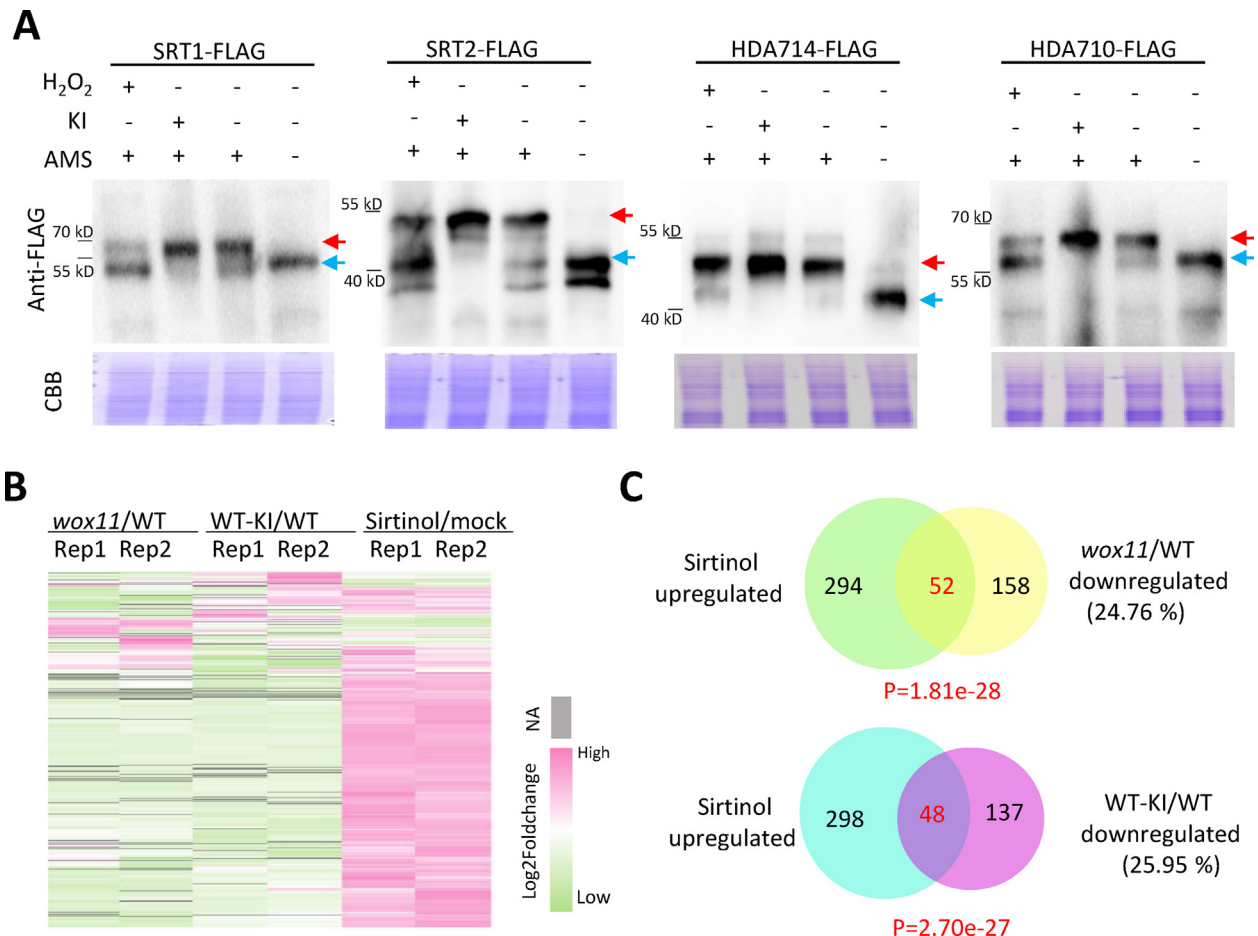 A
SRT1-FLAG SRT2-FLAG HDA714-FLAG HDA710-FLAG
H₂O₂ + - - - + - - - + - - - + - - -
KI - + - - - + - - - + - - - + - -
AMS + + + - + + + - + + + - + + + -
Anti-FLAG
70 kD
55 kD
55 kD
40 kD
55
40 kD
70 kD
55
CBB
B
wox11/WT WT-KI/WT Sirtinol/mock
Rep1 Rep2 Rep1 Rep2 Rep1 Rep2
NA
High
Log2Foldchange
Low
C
Sirtinol
upregulated
294 52 158
wox11/WT
downregulated
(24.76 %)
P=1.81e-28
Sirtinol
upregulated
298 48 137
WT-KI/WT
downregulated
(25.95 %)
P=2.70e-27